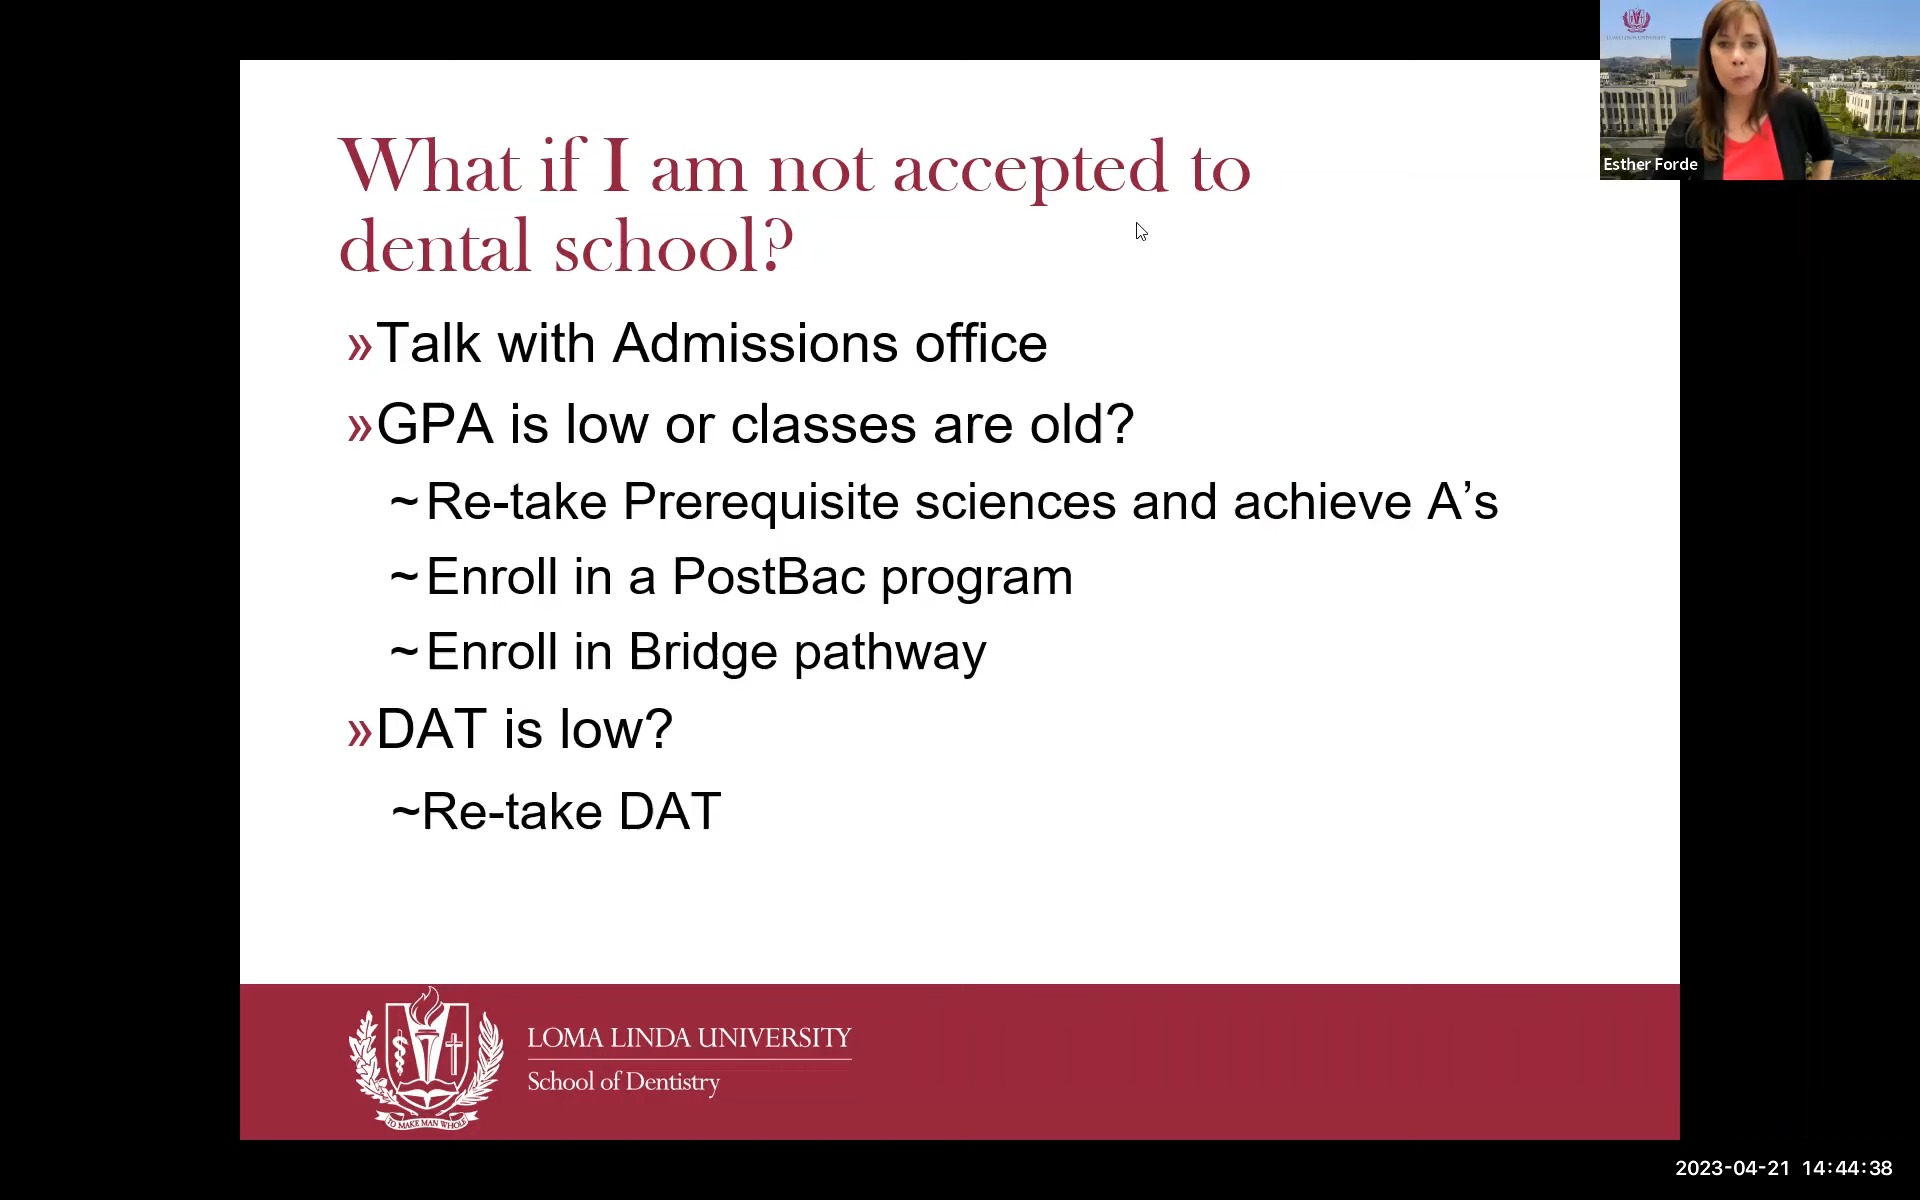 What if I am not accepted to
dental school?
»Talk with Admissions office
»GPA is low or classes are old?
~Re-take Prerequisite sciences and achieve A’s
~Enroll in a PostBac program
~Enroll in Bridge pathway
»DAT is low?
~Re-take DAT
LOMA LINDA UNIVERSITY
School of Dentistry
TO MAKE MAN WHOLE
LOMA LINDA UNIVERSITY
Esther Forde
2023-04-21 14:44:38